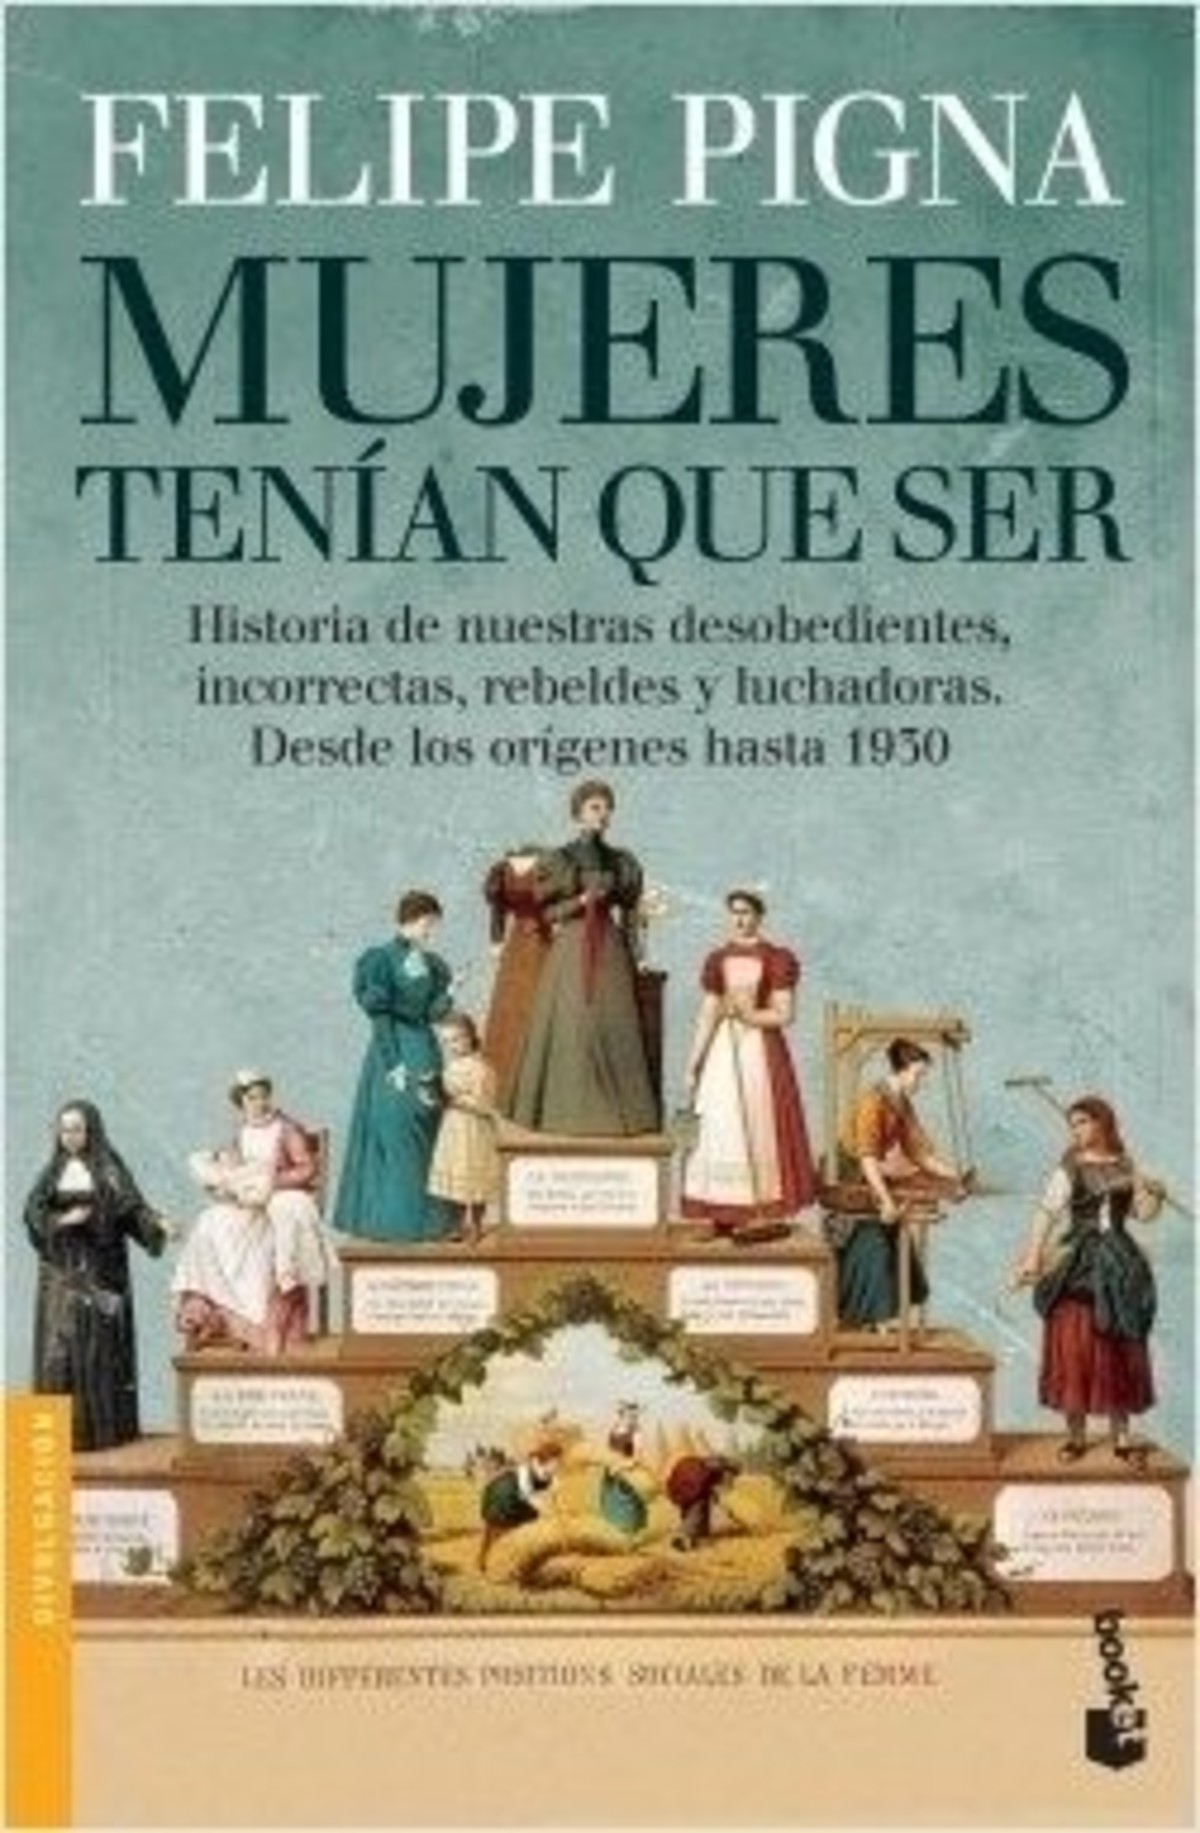 FELIPE PIGNA
MUJERES
TENÍAN QUE SER
Historia de nuestras desobedientes,
incorrectas, rebeldes y luchadoras.
Desde los orígenes hasta 1930
LES DIFFERENTES POSITIONS SOCIALES DE LA FEMME
DIVULGACIÓN
booket